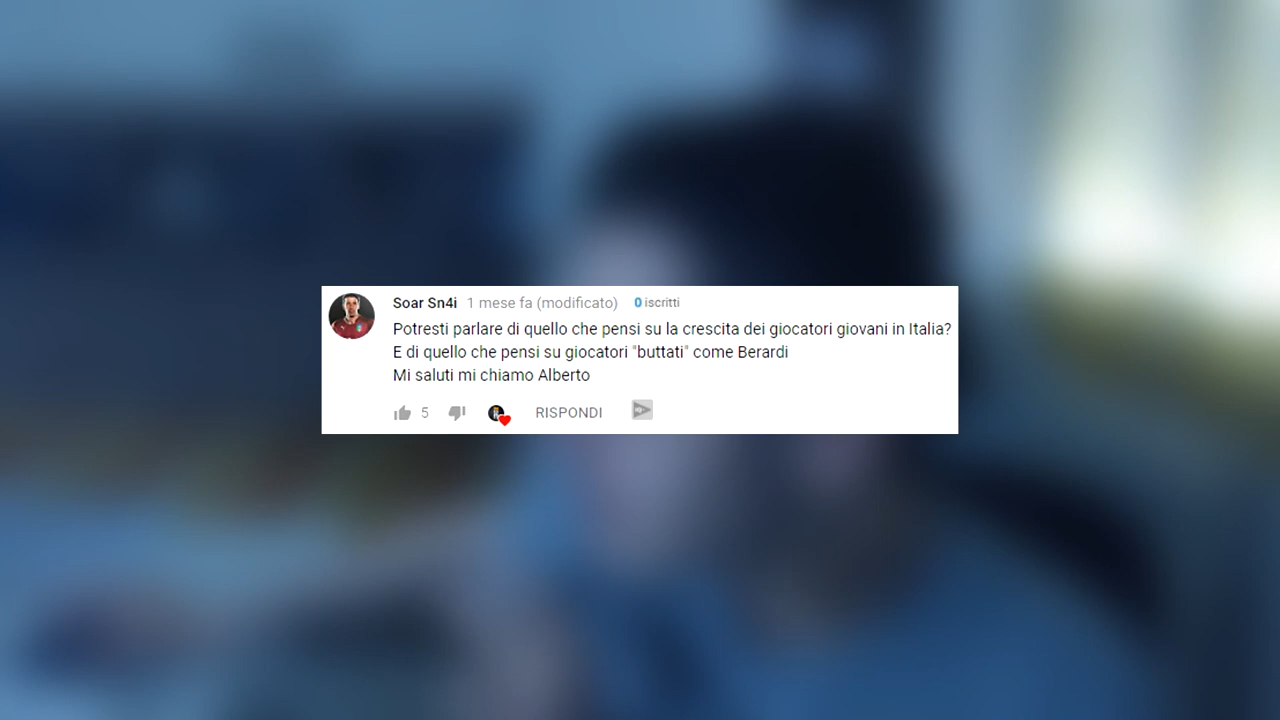 Soar Sn4i 1 mese fa (modificato) 0 iscritti
Potresti parlare di quello che pensi su la crescita dei giocatori giovani in Italia?
E di quello che pensi su giocatori "buttati" come Berardi
Mi saluti mi chiamo Alberto
5 RISPONDI